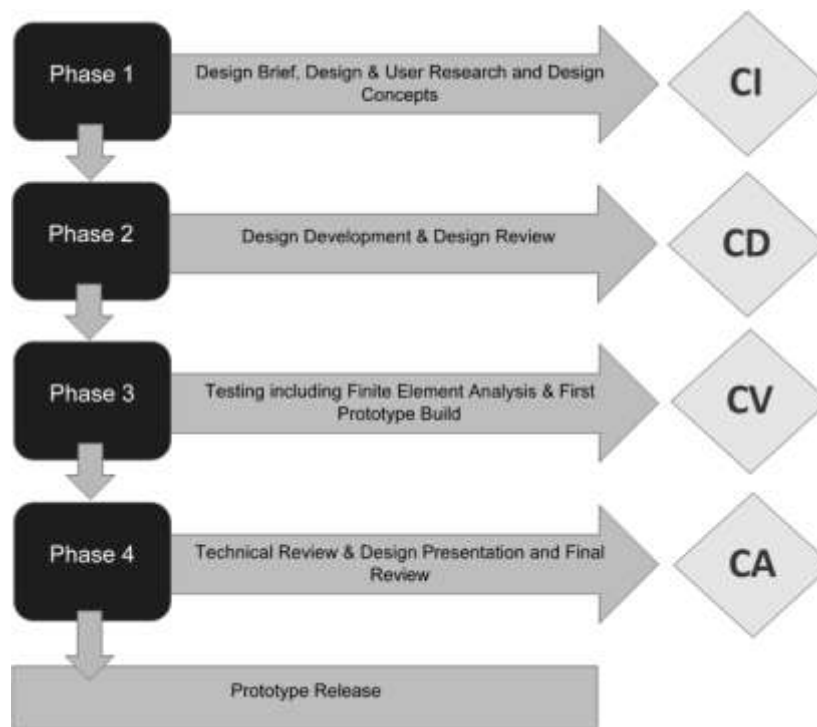 Phase 1
Design Brief, Design & User Research and Design
Concepts
CI
Phase 2
Design Development & Design Review
CD
Phase 3
Testing including Finite Element Analysis & First
Prototype Build
CV
Phase 4
Technical Review & Design Presentation and Final
Review
CA
Prototype Release